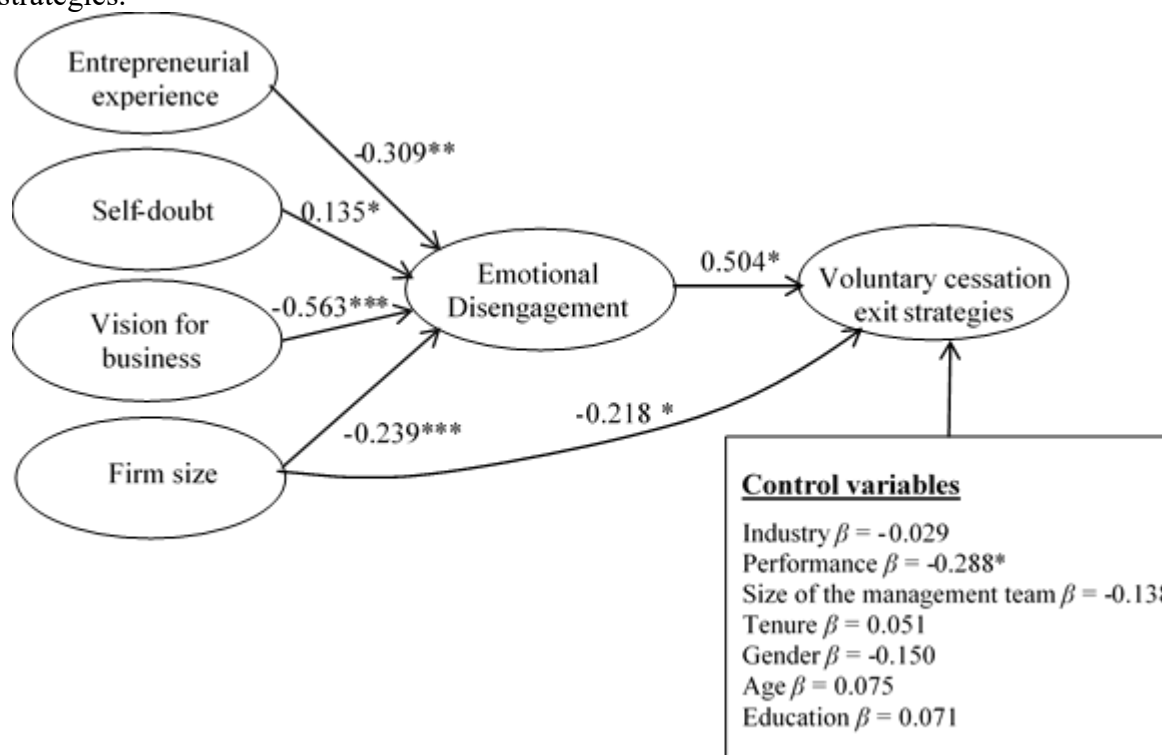 strategies.
Entrepreneurial
experience
-0.309**
Self-doubt
0.135*
Emotional
Disengagement
0.504*
Voluntary cessation
exit strategies
-0.563***
Vision for
business
-0.239***
-0.218 *
Firm size
Control variables
Industry β = -0.029
Performance β = -0.288*
Size of the management team β = -0.138
Tenure β = 0.051
Gender β = -0.150
Age β = 0.075
Education β = 0.071